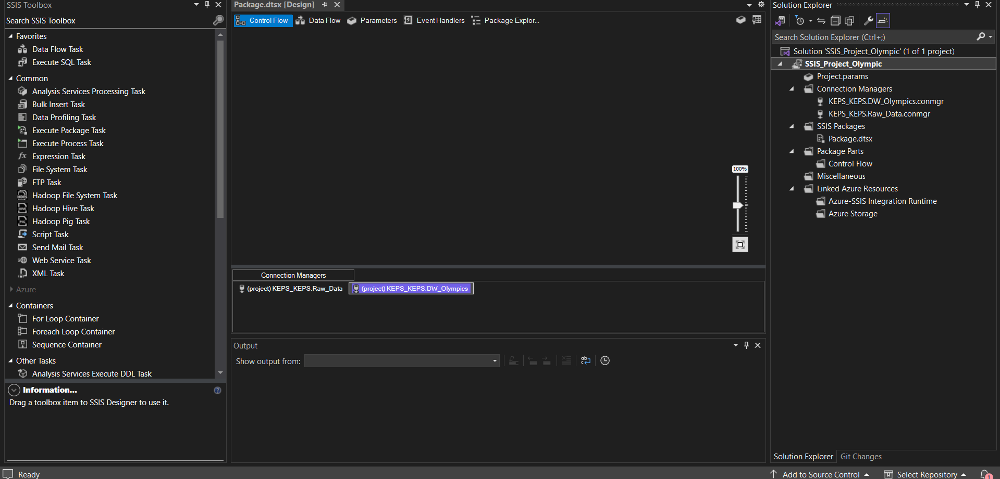 SSIS Toolbox
Search SSIS Toolbox
Favorites
Data Flow Task
Execute SQL Task
Common
Analysis Services Processing Task
Bulk Insert Task
Data Profiling Task
Execute Package Task
Execute Process Task
Expression Task
File System Task
FTP Task
Hadoop File System Task
Hadoop Hive Task
Hadoop Pig Task
Script Task
Send Mail Task
Web Service Task
XML Task
Azure
Containers
For Loop Container
Foreach Loop Container
Sequence Container
Other Tasks
Analysis Services Execute DDL Task
Information...
Drag a toolbox item to SSIS Designer to use it.
Package.dtsx [Design]
Control Flow Data Flow Parameters Event Handlers Package Explor...
100%
Connection Managers
(project) KEPS_KEPS.Raw_Data (project) KEPS_KEPS.DW_Olympics
Output
Show output from:
Solution Explorer
Search Solution Explorer (Ctrl+;)
Solution 'SSIS_Project_Olympic' (1 of 1 project)
SSIS_Project_Olympic
Project.params
Connection Managers
KEPS_KEPS.DW_Olympics.conmgr
KEPS_KEPS.Raw_Data.conmgr
SSIS Packages
Package.dtsx
Package Parts
Control Flow
Miscellaneous
Linked Azure Resources
Azure-SSIS Integration Runtime
Azure Storage
Solution Explorer Git Changes
Ready
Add to Source Control Select Repository 1